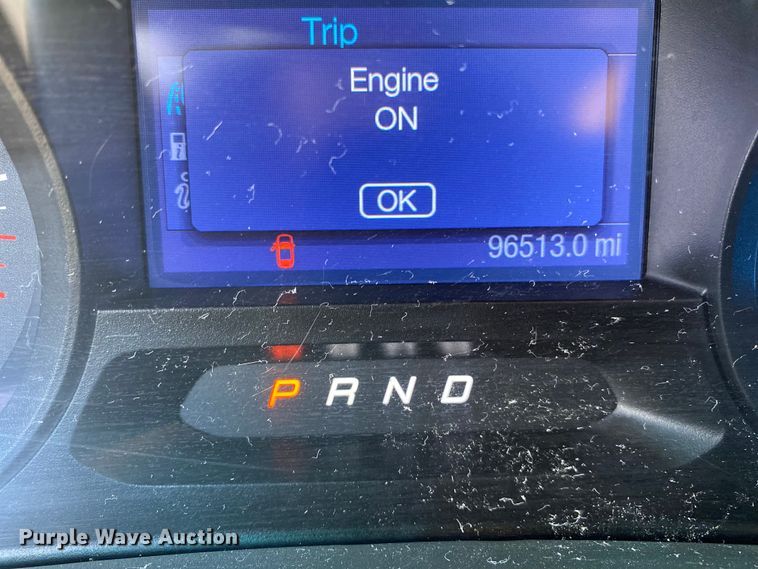 Trip
Engine
ON
OK
96513.0 mi
P R N D
Purple Wave Auction®